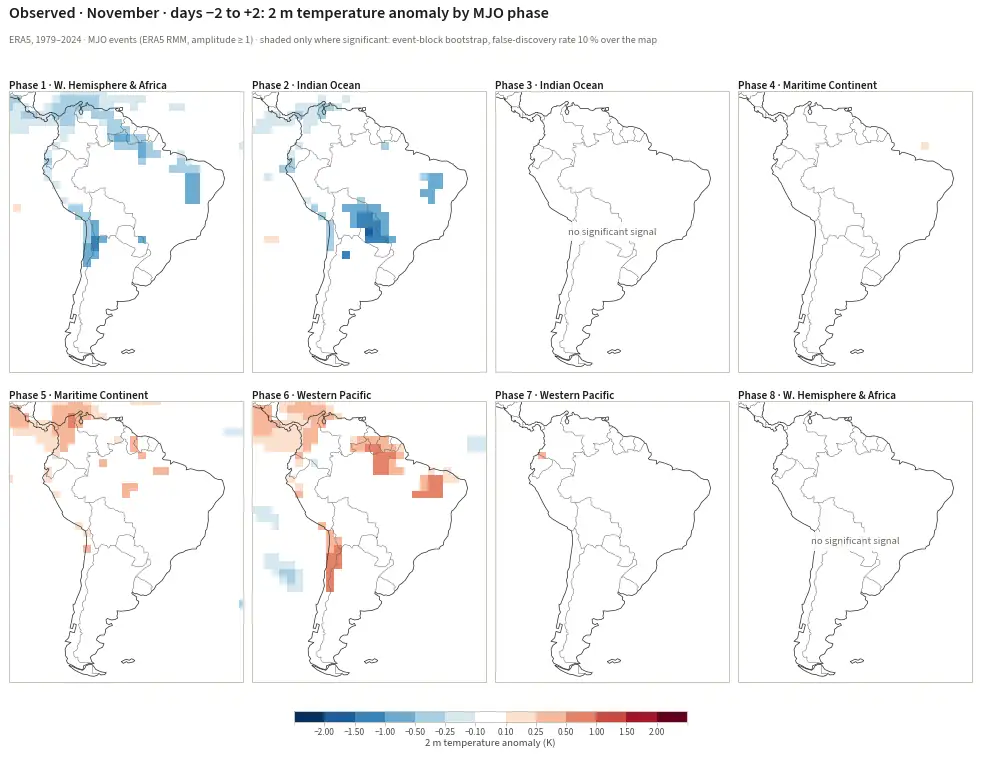 Observed · November · days −2 to +2: 2 m temperature anomaly by MJO phase
ERA5, 1979–2024 · MJO events (ERA5 RMM, amplitude ≥ 1) · shaded only where significant: event-block bootstrap, false-discovery rate 10 % over the map
Phase 1 · W. Hemisphere & Africa
Phase 2 · Indian Ocean
Phase 3 · Indian Ocean
Phase 4 · Maritime Continent
no significant signal
Phase 5 · Maritime Continent
Phase 6 · Western Pacific
Phase 7 · Western Pacific
Phase 8 · W. Hemisphere & Africa
no significant signal
−2.00 −1.50 −1.00 −0.50 −0.25 −0.10 0.10 0.25 0.50 1.00 1.50 2.00
2 m temperature anomaly (K)